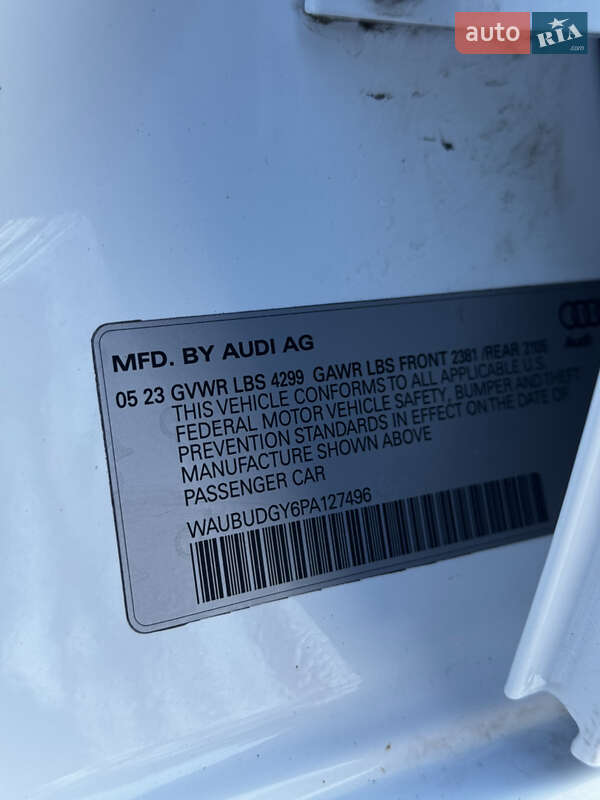 auto RIA
.com
MFD. BY AUDI AG
Audi
05 23 GVWR LBS 4299 GAWR LBS FRONT 2381 /REAR
THIS VEHICLE CONFORMS TO ALL APPLICABLE U.S.
FEDERAL MOTOR VEHICLE SAFETY, BUMPER AND THEFT
PREVENTION STANDARDS IN EFFECT ON THE DATE OF
MANUFACTURE SHOWN ABOVE
PASSENGER CAR
WAUBUDGY6PA127496